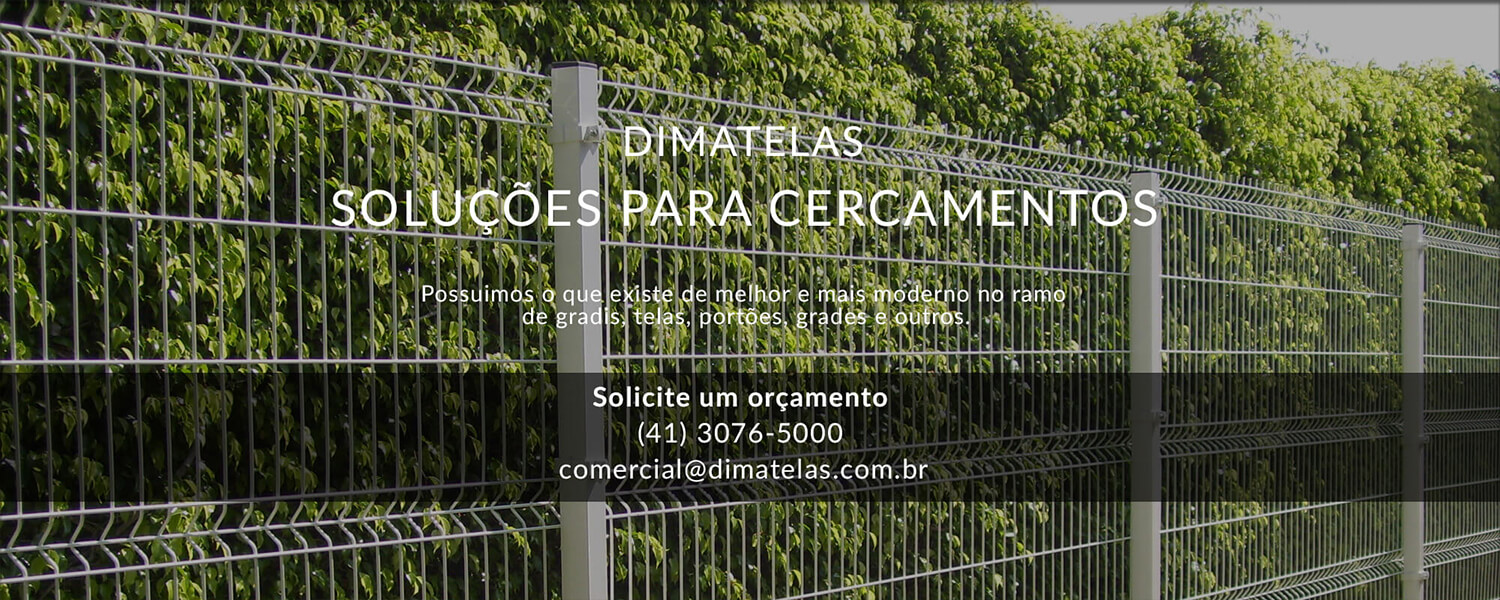 DIMATELAS
SOLUÇÕES PARA CERCAMENTOS
Possuimos o que existe de melhor e mais moderno no ramo
de gradis, telas, portões, grades e outros.
Solicite um orçamento
(41) 3076-5000
comercial@dimatelas.com.br